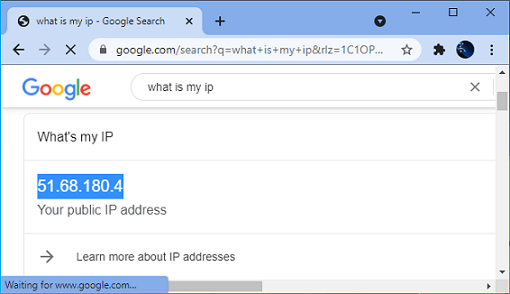 what is my ip - Google Search
google.com/search?q=what+is+my+ip&rlz=1C1OP...
Google
what is my ip
What's my IP
51.68.180.4
Your public IP address
Learn more about IP addresses
Waiting for www.google.com...